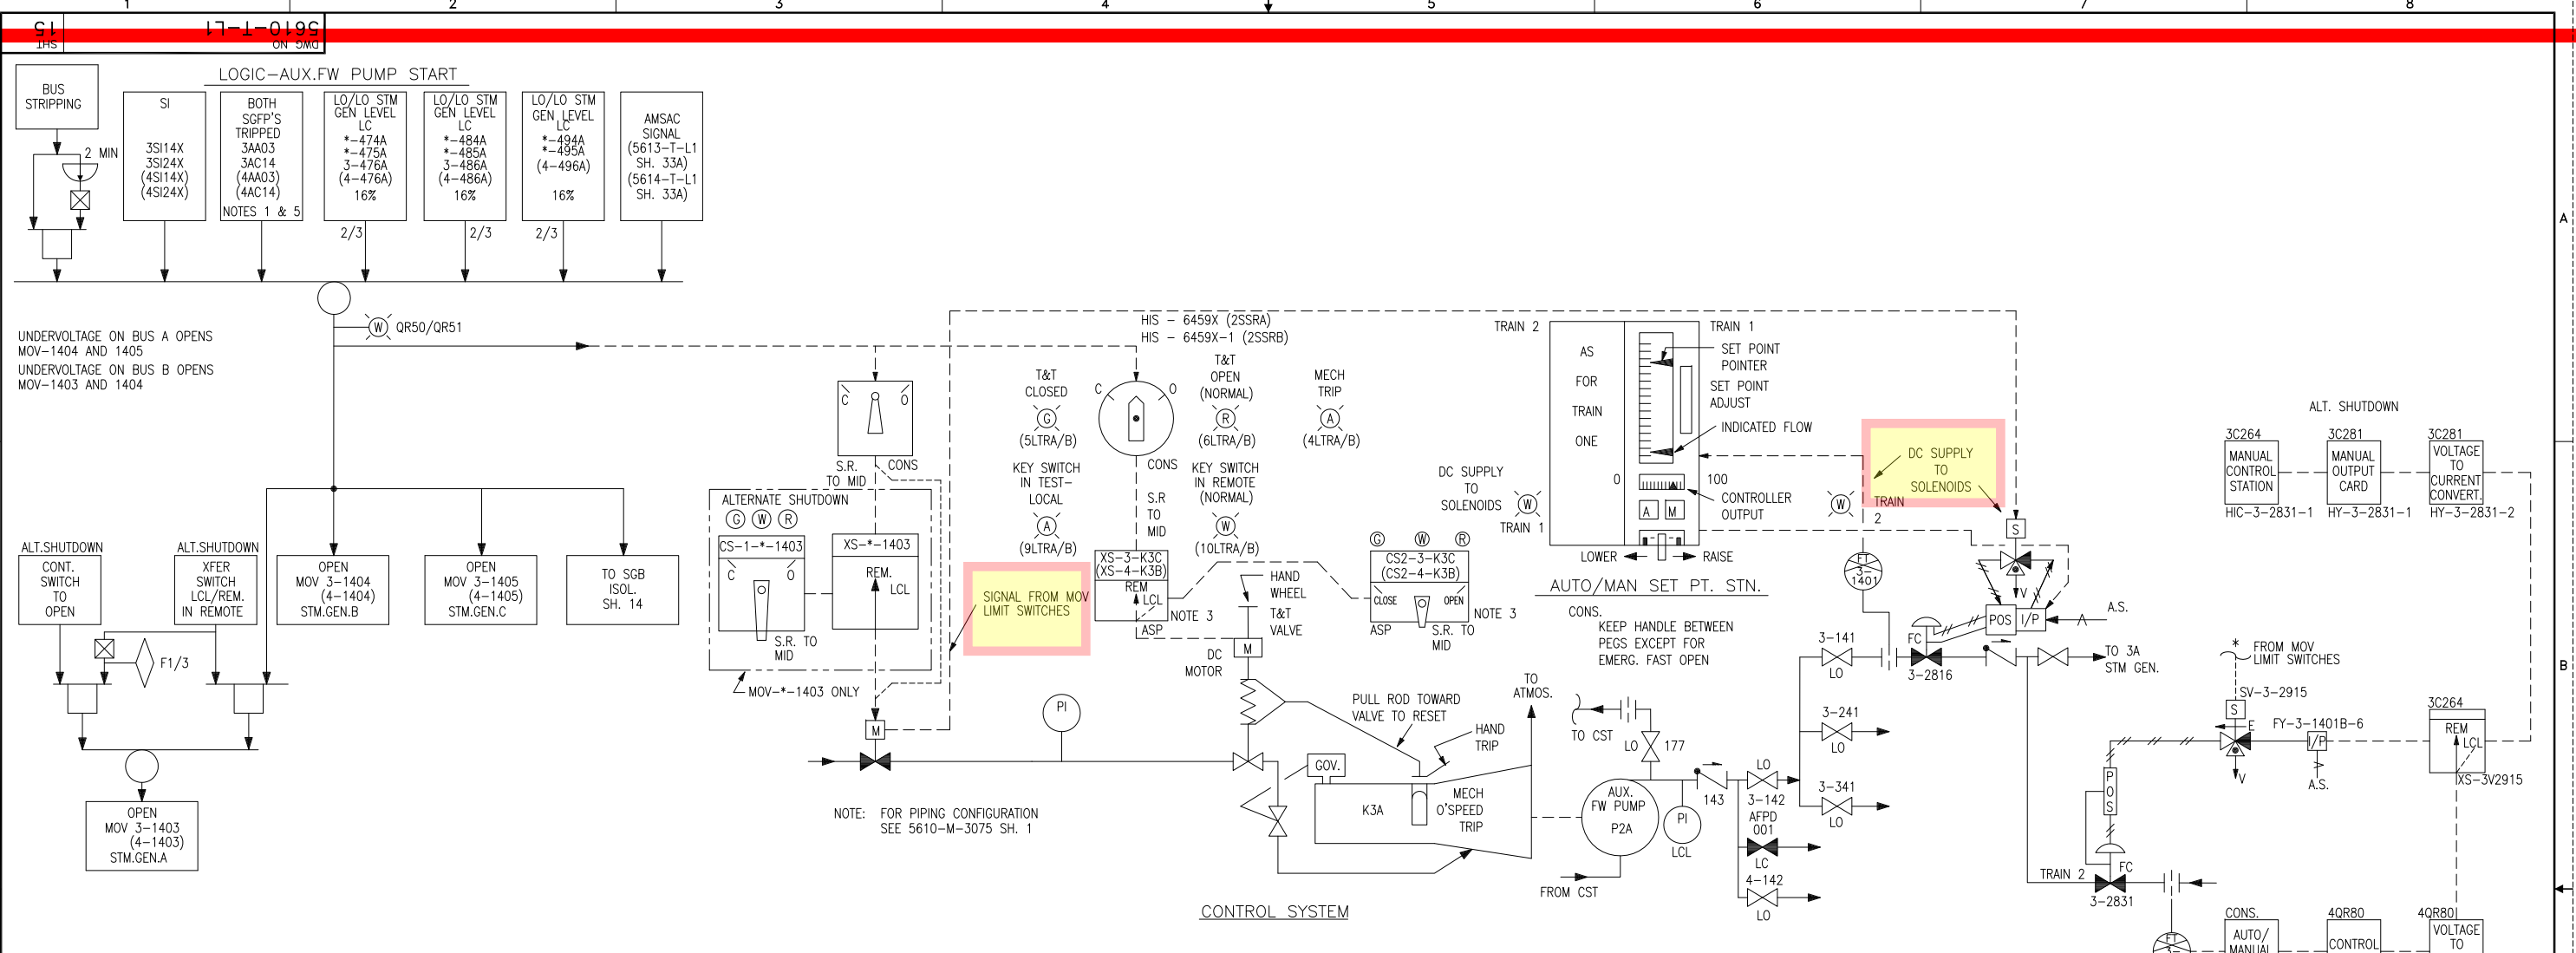 1 2 3 4 5 6 7 8
DWG NO
5610-T-L1
SHT
15
A
B
LOGIC-AUX.FW PUMP START
BUS
STRIPPING
2 MIN
SI
3SI14X
3SI24X
(4SI14X)
(4SI24X)
BOTH
SGFP'S
TRIPPED
3AA03
3AC14
(4AA03)
(4AC14)
NOTES 1 & 5
LO/LO STM
GEN LEVEL
LC
*-474A
*-475A
3-476A
(4-476A)
16%
2/3
LO/LO STM
GEN LEVEL
LC
*-484A
*-485A
3-486A
(4-486A)
16%
2/3
LO/LO STM
GEN LEVEL
LC
*-494A
*-495A
(4-496A)
16%
2/3
AMSAC
SIGNAL
(5613-T-L1
SH. 33A)
(5614-T-L1
SH. 33A)
W QR50/QR51
UNDERVOLTAGE ON BUS A OPENS
MOV-1404 AND 1405
UNDERVOLTAGE ON BUS B OPENS
MOV-1403 AND 1404
ALT.SHUTDOWN
CONT.
SWITCH
TO
OPEN
ALT.SHUTDOWN
XFER
SWITCH
LCL/REM.
IN REMOTE
F1/3
OPEN
MOV 3-1404
(4-1404)
STM.GEN.B
OPEN
MOV 3-1405
(4-1405)
STM.GEN.C
TO SGB
ISOL.
SH. 14
OPEN
MOV 3-1403
(4-1403)
STM.GEN.A
C O
S.R.
TO MID
CONS
ALTERNATE SHUTDOWN
G W R
CS-1-*-1403
C O
S.R. TO
MID
XS-*-1403
REM.
LCL
MOV-*-1403 ONLY
M
SIGNAL FROM MOV
LIMIT SWITCHES
HIS - 6459X (2SSRA)
HIS - 6459X-1 (2SSRB)
T&T
CLOSED
G
(5LTRA/B)
C O
CONS
T&T
OPEN
(NORMAL)
R
(6LTRA/B)
MECH
TRIP
A
(4LTRA/B)
KEY SWITCH
IN TEST-
LOCAL
A
(9LTRA/B)
S.R
TO
MID
KEY SWITCH
IN REMOTE
(NORMAL)
W
(10LTRA/B)
XS-3-K3C
(XS-4-K3B)
REM
LCL
NOTE 3
ASP
HAND
WHEEL
T&T
VALVE
DC
MOTOR
M
G W R
CS2-3-K3C
(CS2-4-K3B)
CLOSE OPEN
NOTE 3
ASP
S.R. TO
MID
DC SUPPLY
TO
SOLENOIDS
W
TRAIN 1
TRAIN 2
AS
FOR
TRAIN
ONE
TRAIN 1
SET POINT
POINTER
SET POINT
ADJUST
INDICATED FLOW
0 100
CONTROLLER
OUTPUT
A M
LOWER RAISE
AUTO/MAN SET PT. STN.
CONS.
KEEP HANDLE BETWEEN
PEGS EXCEPT FOR
EMERG. FAST OPEN
DC SUPPLY
TO
SOLENOIDS
W
TRAIN
2
FT
3-
1401
S
V
POS I/P
A.S.
FC
3-2816
TO 3A
STM GEN.
PI
NOTE: FOR PIPING CONFIGURATION
SEE 5610-M-3075 SH. 1
PULL ROD TOWARD
VALVE TO RESET
HAND
TRIP
GOV.
K3A
MECH
O'SPEED
TRIP
TO
ATMOS.
TO CST
LO 177
AUX.
FW PUMP
P2A
PI
LCL
FROM CST
143
LO
3-142
AFPD
001
LC
4-142
LO
3-141
LO
3-241
LO
3-341
LO
CONTROL SYSTEM
ALT. SHUTDOWN
3C264
MANUAL
CONTROL
STATION
HIC-3-2831-1
3C281
MANUAL
OUTPUT
CARD
HY-3-2831-1
3C281
VOLTAGE
TO
CURRENT
CONVERT.
HY-3-2831-2
* FROM MOV
LIMIT SWITCHES
SV-3-2915
S
E
V
FY-3-1401B-6
I/P
A.S.
3C264
REM
LCL
XS-3V2915
POS
FC
TRAIN 2
3-2831
FT
3-
CONS.
AUTO/
MANUAL
4QR80
CONTROL
4QR80
VOLTAGE
TO